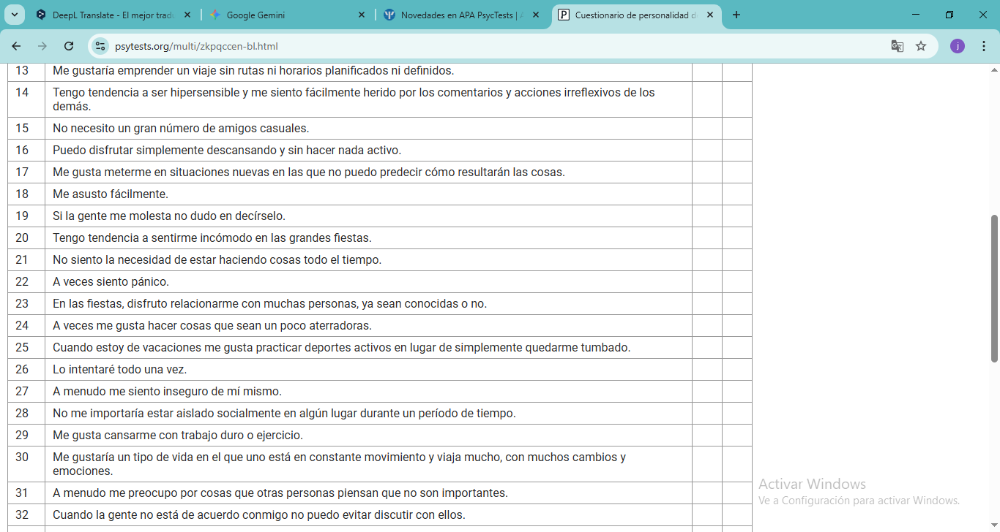 DeepL Translate - El mejor tradu
Google Gemini
Novedades en APA PsycTests | A
Cuestionario de personalidad d
psytests.org/multi/zkpqccen-bl.html
j
13 Me gustaría emprender un viaje sin rutas ni horarios planificados ni definidos.
14 Tengo tendencia a ser hipersensible y me siento fácilmente herido por los comentarios y acciones irreflexivos de los
demás.
15 No necesito un gran número de amigos casuales.
16 Puedo disfrutar simplemente descansando y sin hacer nada activo.
17 Me gusta meterme en situaciones nuevas en las que no puedo predecir cómo resultarán las cosas.
18 Me asusto fácilmente.
19 Si la gente me molesta no dudo en decírselo.
20 Tengo tendencia a sentirme incómodo en las grandes fiestas.
21 No siento la necesidad de estar haciendo cosas todo el tiempo.
22 A veces siento pánico.
23 En las fiestas, disfruto relacionarme con muchas personas, ya sean conocidas o no.
24 A veces me gusta hacer cosas que sean un poco aterradoras.
25 Cuando estoy de vacaciones me gusta practicar deportes activos en lugar de simplemente quedarme tumbado.
26 Lo intentaré todo una vez.
27 A menudo me siento inseguro de mí mismo.
28 No me importaría estar aislado socialmente en algún lugar durante un período de tiempo.
29 Me gusta cansarme con trabajo duro o ejercicio.
30 Me gustaría un tipo de vida en el que uno está en constante movimiento y viaja mucho, con muchos cambios y
emociones.
31 A menudo me preocupo por cosas que otras personas piensan que no son importantes.
32 Cuando la gente no está de acuerdo conmigo no puedo evitar discutir con ellos.
Activar Windows
Ve a Configuración para activar Windows.